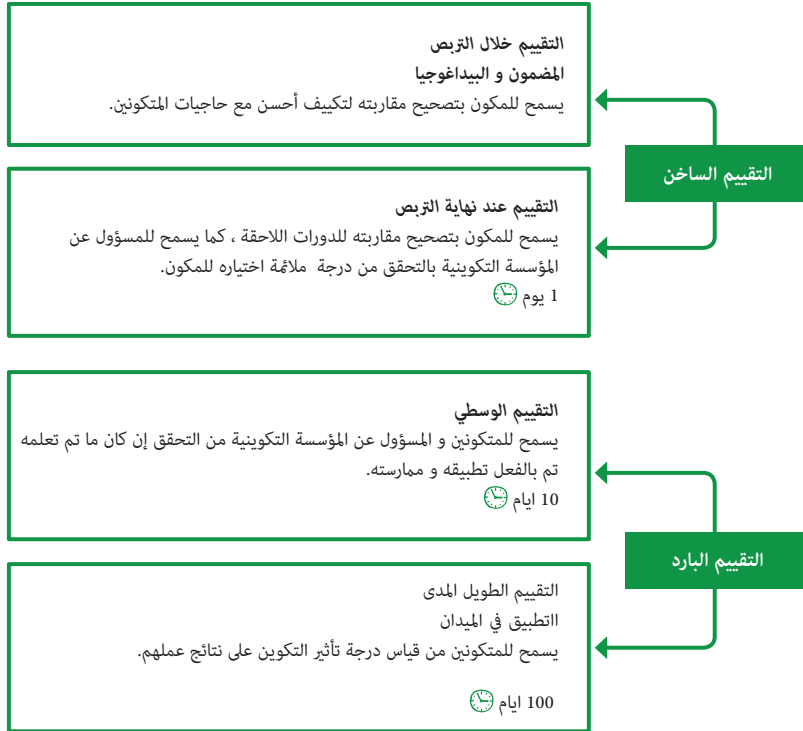 التقييم خلال التربص
المضمون و البيداغوجيا
يسمح للمكون بتصحيح مقاربته لتكييف أحسن مع حاجيات المتكونين.
التقييم الساخن
التقييم عند نهاية التربص
يسمح للمكون بتصحيح مقاربته للدورات اللاحقة ، كما يسمح للمسؤول عن
المؤسسة التكوينية بالتحقق من درجة ملائمة اختياره للمكون.
1 يوم
التقييم الوسطي
يسمح للمتكونين و المسؤول عن المؤسسة التكوينية من التحقق إن كان ما تم تعلمه
تم بالفعل تطبيقه و ممارسته.
10 ايام
التقييم البارد
التقييم الطويل المدى
ااتطبيق في الميدان
يسمح للمتكونين من قياس درجة تأثير التكوين على نتائج عملهم.
100 ايام